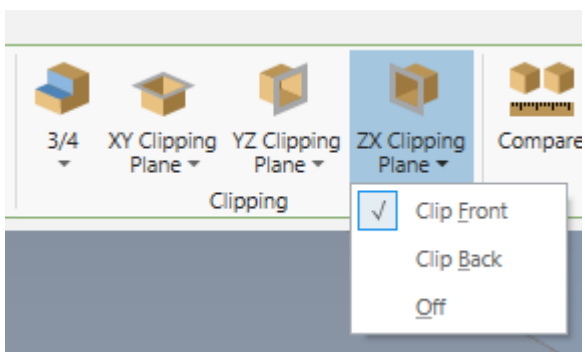 3/4
XY Clipping
Plane
YZ Clipping
Plane
ZX Clipping
Plane
Compare
Clipping
√ Clip Front
Clip Back
Off